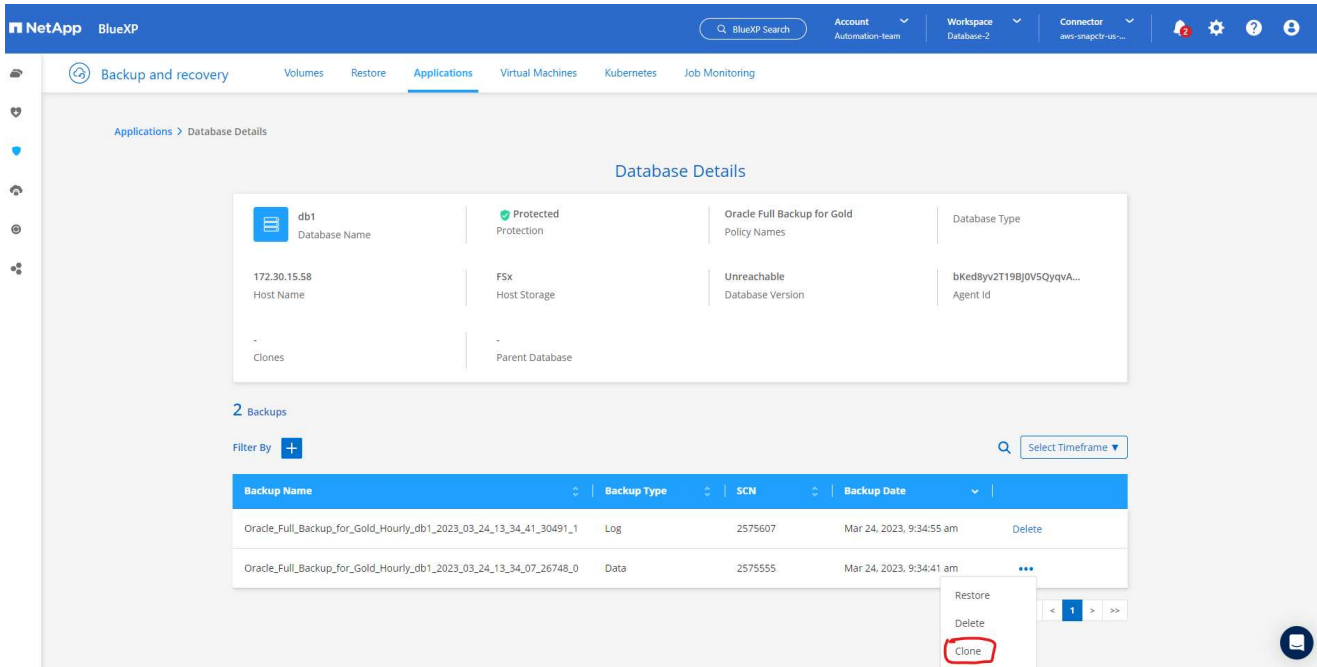 NetApp BlueXP BlueXP Search Account Automation-team Workspace Database-2 Connector aws-snapctr-us-... 2
Backup and recovery Volumes Restore Applications Virtual Machines Kubernetes Job Monitoring
Applications > Database Details
Database Details
db1 Protected Oracle Full Backup for Gold Database Type
Database Name Protection Policy Names
172.30.15.58 FSx Unreachable bKed8yv2T19BJ0V5QyqvA...
Host Name Host Storage Database Version Agent Id
- -
Clones Parent Database
2 Backups
Filter By + Select Timeframe ▼
Backup Name Backup Type SCN Backup Date
Oracle_Full_Backup_for_Gold_Hourly_db1_2023_03_24_13_34_41_30491_1 Log 2575607 Mar 24, 2023, 9:34:55 am Delete
Oracle_Full_Backup_for_Gold_Hourly_db1_2023_03_24_13_34_07_26748_0 Data 2575555 Mar 24, 2023, 9:34:41 am •••
Restore
< 1 > >>
Delete
Clone